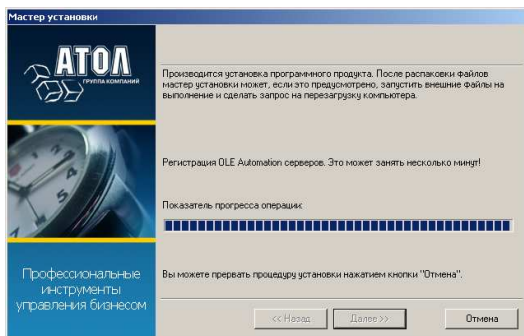 Мастер установки
АТОЛ
ГРУППА КОМПАНИЙ
Производится установка программного продукта. После распаковки файлов
мастер установки может, если это предусмотрено, запустить внешние файлы на
выполнение и сделать запрос на перезагрузку компьютера.
Регистрация OLE Automation серверов. Это может занять несколько минут!
Показатель прогресса операции:
Профессиональные
инструменты
управления бизнесом
Вы можете прервать процедуру установки нажатием кнопки "Отмена".
<< Назад
Далее >>
Отмена